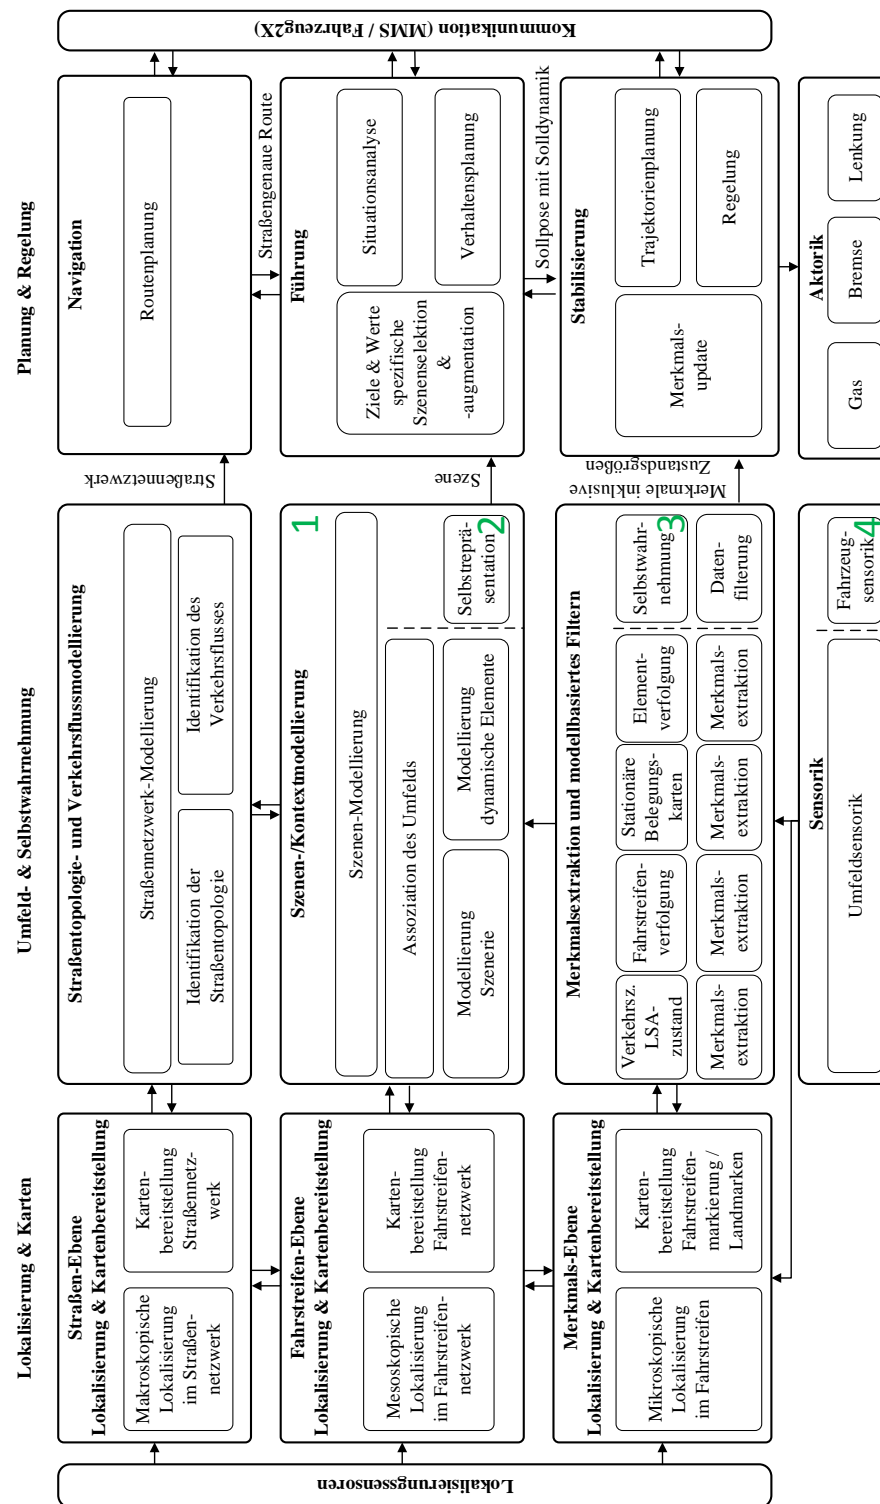 Lokalisierung & Karten
Umfeld- & Selbstwahrnehmung
Planung & Regelung
Lokalisierungssensoren
Straßen-Ebene
Lokalisierung & Kartenbereitstellung
Makroskopische
Lokalisierung
im Straßen-
netzwerk
Karten-
bereitstellung
Straßennetz-
werk
Straßentopologie- und Verkehrsflussmodellierung
Straßennetzwerk-Modellierung
Identifikation der
Straßentopologie
Identifikation des
Verkehrsflusses
Straßennetzwerk
Navigation
Routenplanung
Straßengenaue Route
Fahrstreifen-Ebene
Lokalisierung & Kartenbereitstellung
Mesoskopische
Lokalisierung
im Fahrstreifen-
netzwerk
Karten-
bereitstellung
Fahrstreifen-
netzwerk
Szenen-/Kontextmodellierung
1
Szenen-Modellierung
Assoziation des Umfelds
Modellierung
Szenerie
Modellierung
dynamische Elemente
Selbstreprä-
sentation
2
Szene
Führung
Ziele & Werte
spezifische
Szenenselektion
&
-augmentation
Situationsanalyse
Verhaltensplanung
Sollpose mit Solldynamik
Merkmals-Ebene
Lokalisierung & Kartenbereitstellung
Mikroskopische
Lokalisierung
im Fahrstreifen
Karten-
bereitstellung
Fahrstreifen-
markierung /
Landmarken
Merkmalsextraktion und modellbasiertes Filtern
Verkehrsz.
LSA-
zustand
Fahrstreifen-
verfolgung
Stationäre
Belegungs-
karten
Element-
verfolgung
Selbstwahr-
nehmung
3
Merkmals-
extraktion
Merkmals-
extraktion
Merkmals-
extraktion
Merkmals-
extraktion
Daten-
filterung
Merkmale inklusive
Zustandsgrößen
Stabilisierung
Merkmals-
update
Trajektorienplanung
Regelung
Sensorik
Umfeldsensorik
Fahrzeug-
sensorik
4
Aktorik
Gas
Bremse
Lenkung
Kommunikation (MMS / Fahrzeug2X)